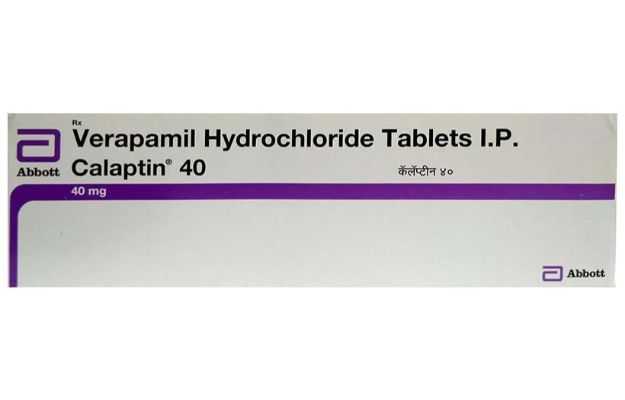 Rx
Verapamil Hydrochloride Tablets I.P.
Abbott
Calaptin® 40
कॅलॅप्टीन ४०
40 mg
Abbott